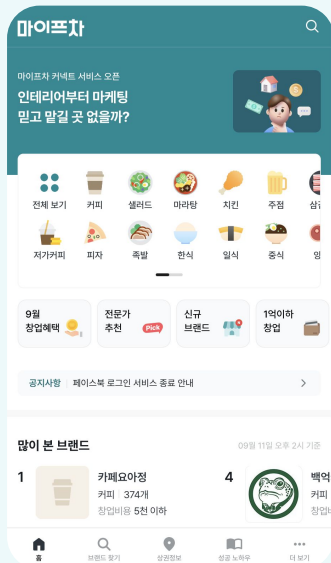 마이프차
마이프차 커넥트 서비스 오픈
인테리어부터 마케팅
믿고 맡길 곳 없을까?
전체 보기
커피
샐러드
마라탕
치킨
주점
저가커피
피자
족발
한식
일식
중식
9월
창업혜택
전문가
추천
Pick
신규
브랜드
1억이하
창업
공지사항 | 페이스북 로그인 서비스 종료 안내
많이 본 브랜드
09월 11일 오후 2시 기준
1
카페요아정
커피 | 374개
창업비용 5천 이하
4
백억
커피
홈
브랜드 찾기
상권정보
성공 노하우
더 보기